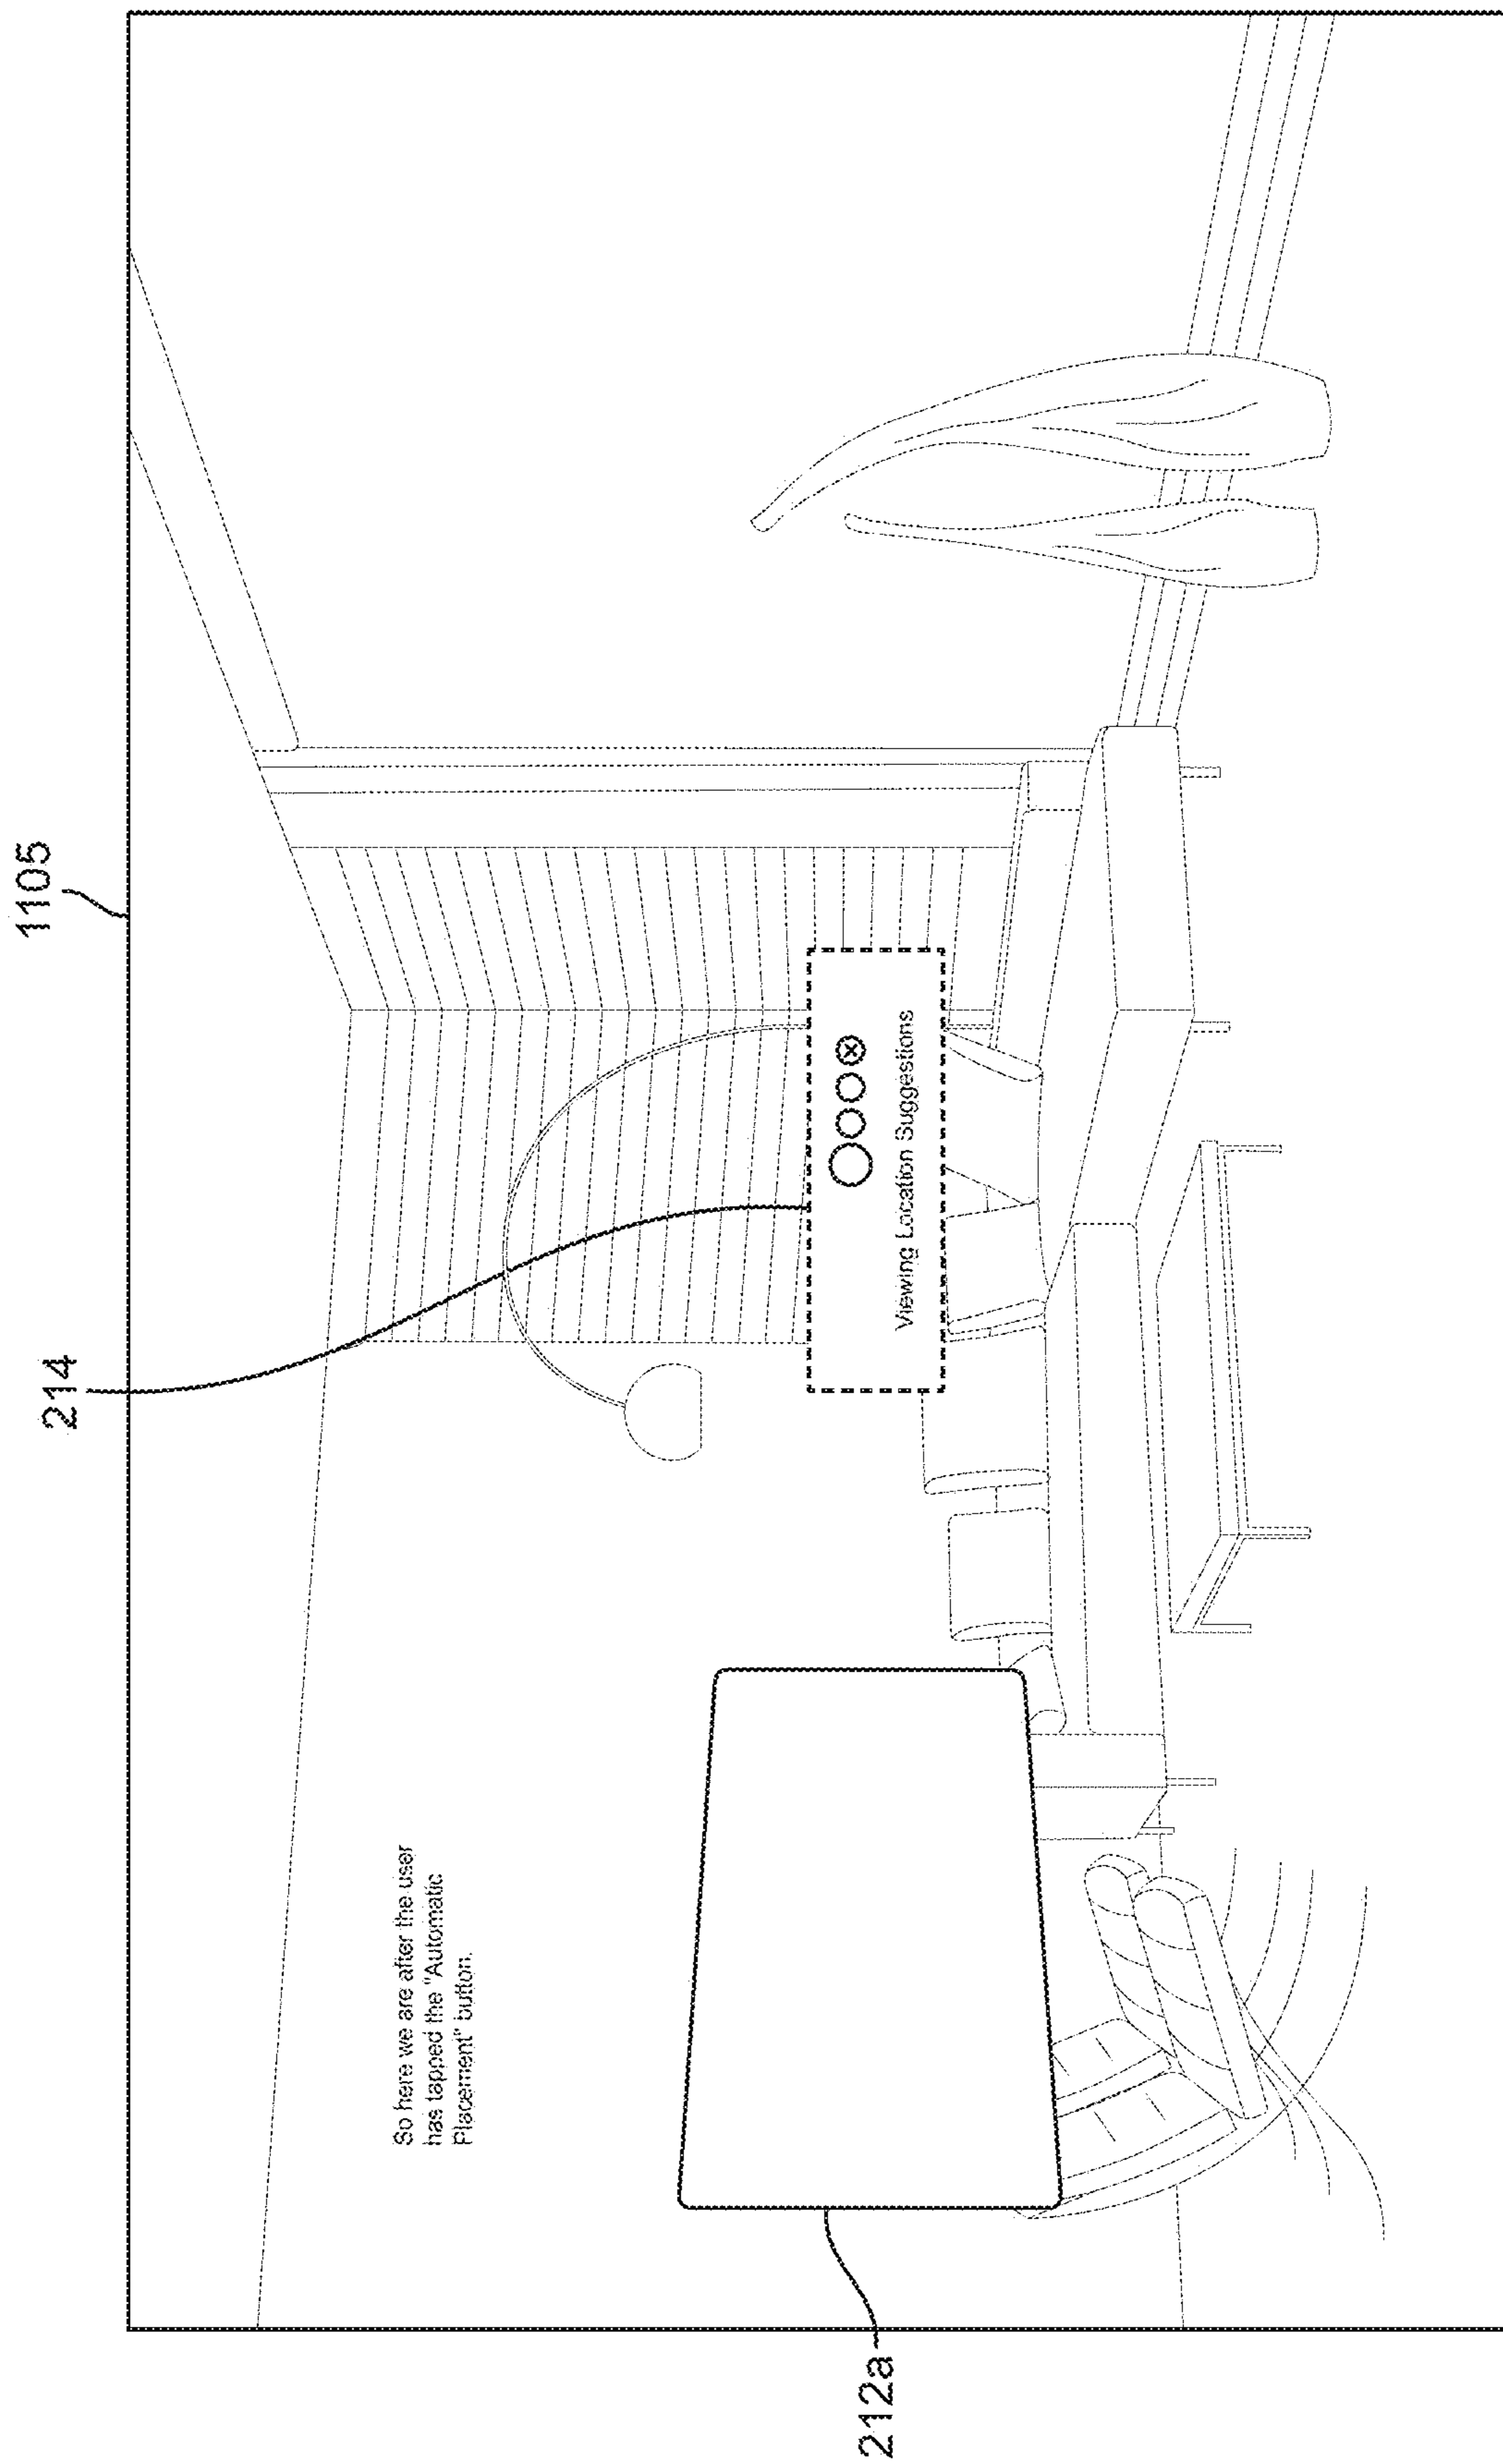 1105
214
So here we are after the user
has tapped the "Automatic
Placement" button.
Viewing Location Suggestions
212a